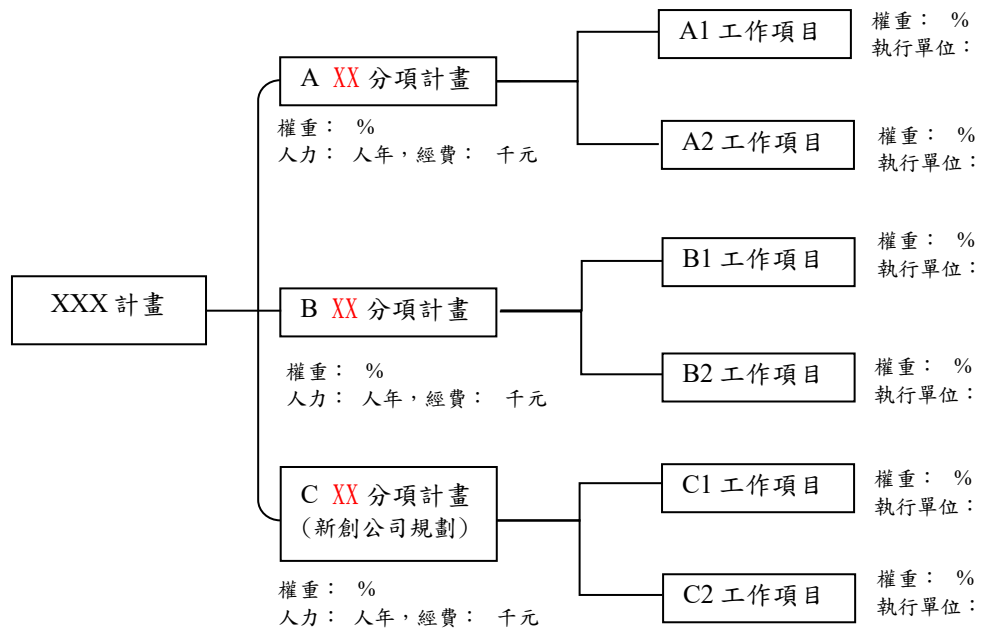 A1 工作項目
權重： %
執行單位：
A XX 分項計畫
權重： %
人力： 人年，經費： 千元
A2 工作項目
權重： %
執行單位：
XXX 計畫
B1 工作項目
權重： %
執行單位：
B XX 分項計畫
權重： %
人力： 人年，經費： 千元
B2 工作項目
權重： %
執行單位：
C XX 分項計畫
（新創公司規劃）
權重： %
人力： 人年，經費： 千元
C1 工作項目
權重： %
執行單位：
C2 工作項目
權重： %
執行單位：